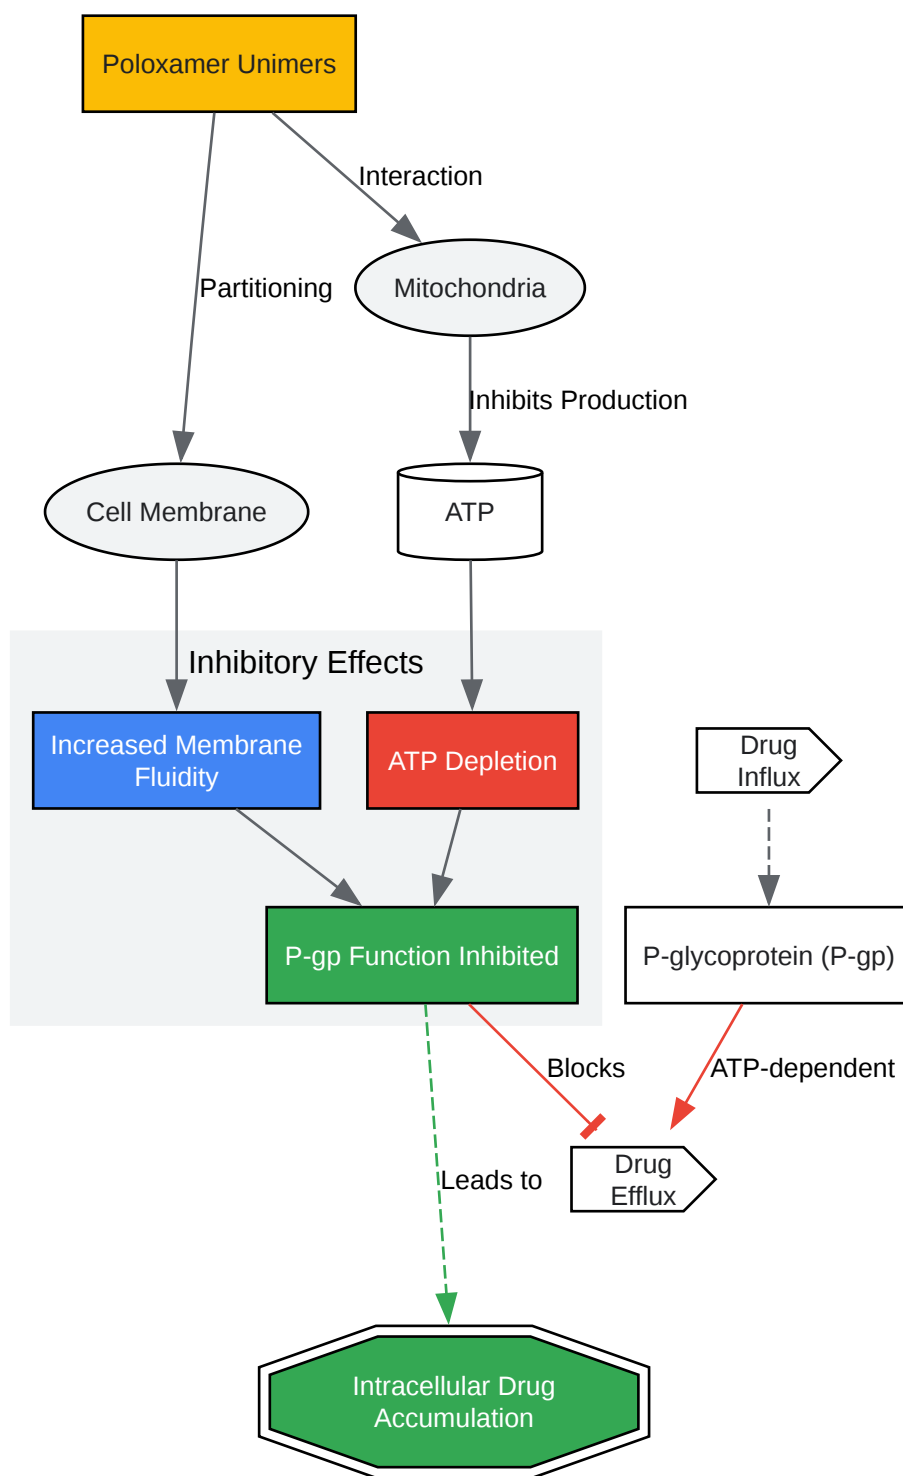 Poloxamer Unimers
Interaction
Partitioning
Mitochondria
Inhibits Production
Cell Membrane
ATP
Inhibitory Effects
Increased Membrane
Fluidity
ATP Depletion
Drug
Influx
P-gp Function Inhibited
P-glycoprotein (P-gp)
Blocks
ATP-dependent
Drug
Efflux
Leads to
Intracellular Drug
Accumulation